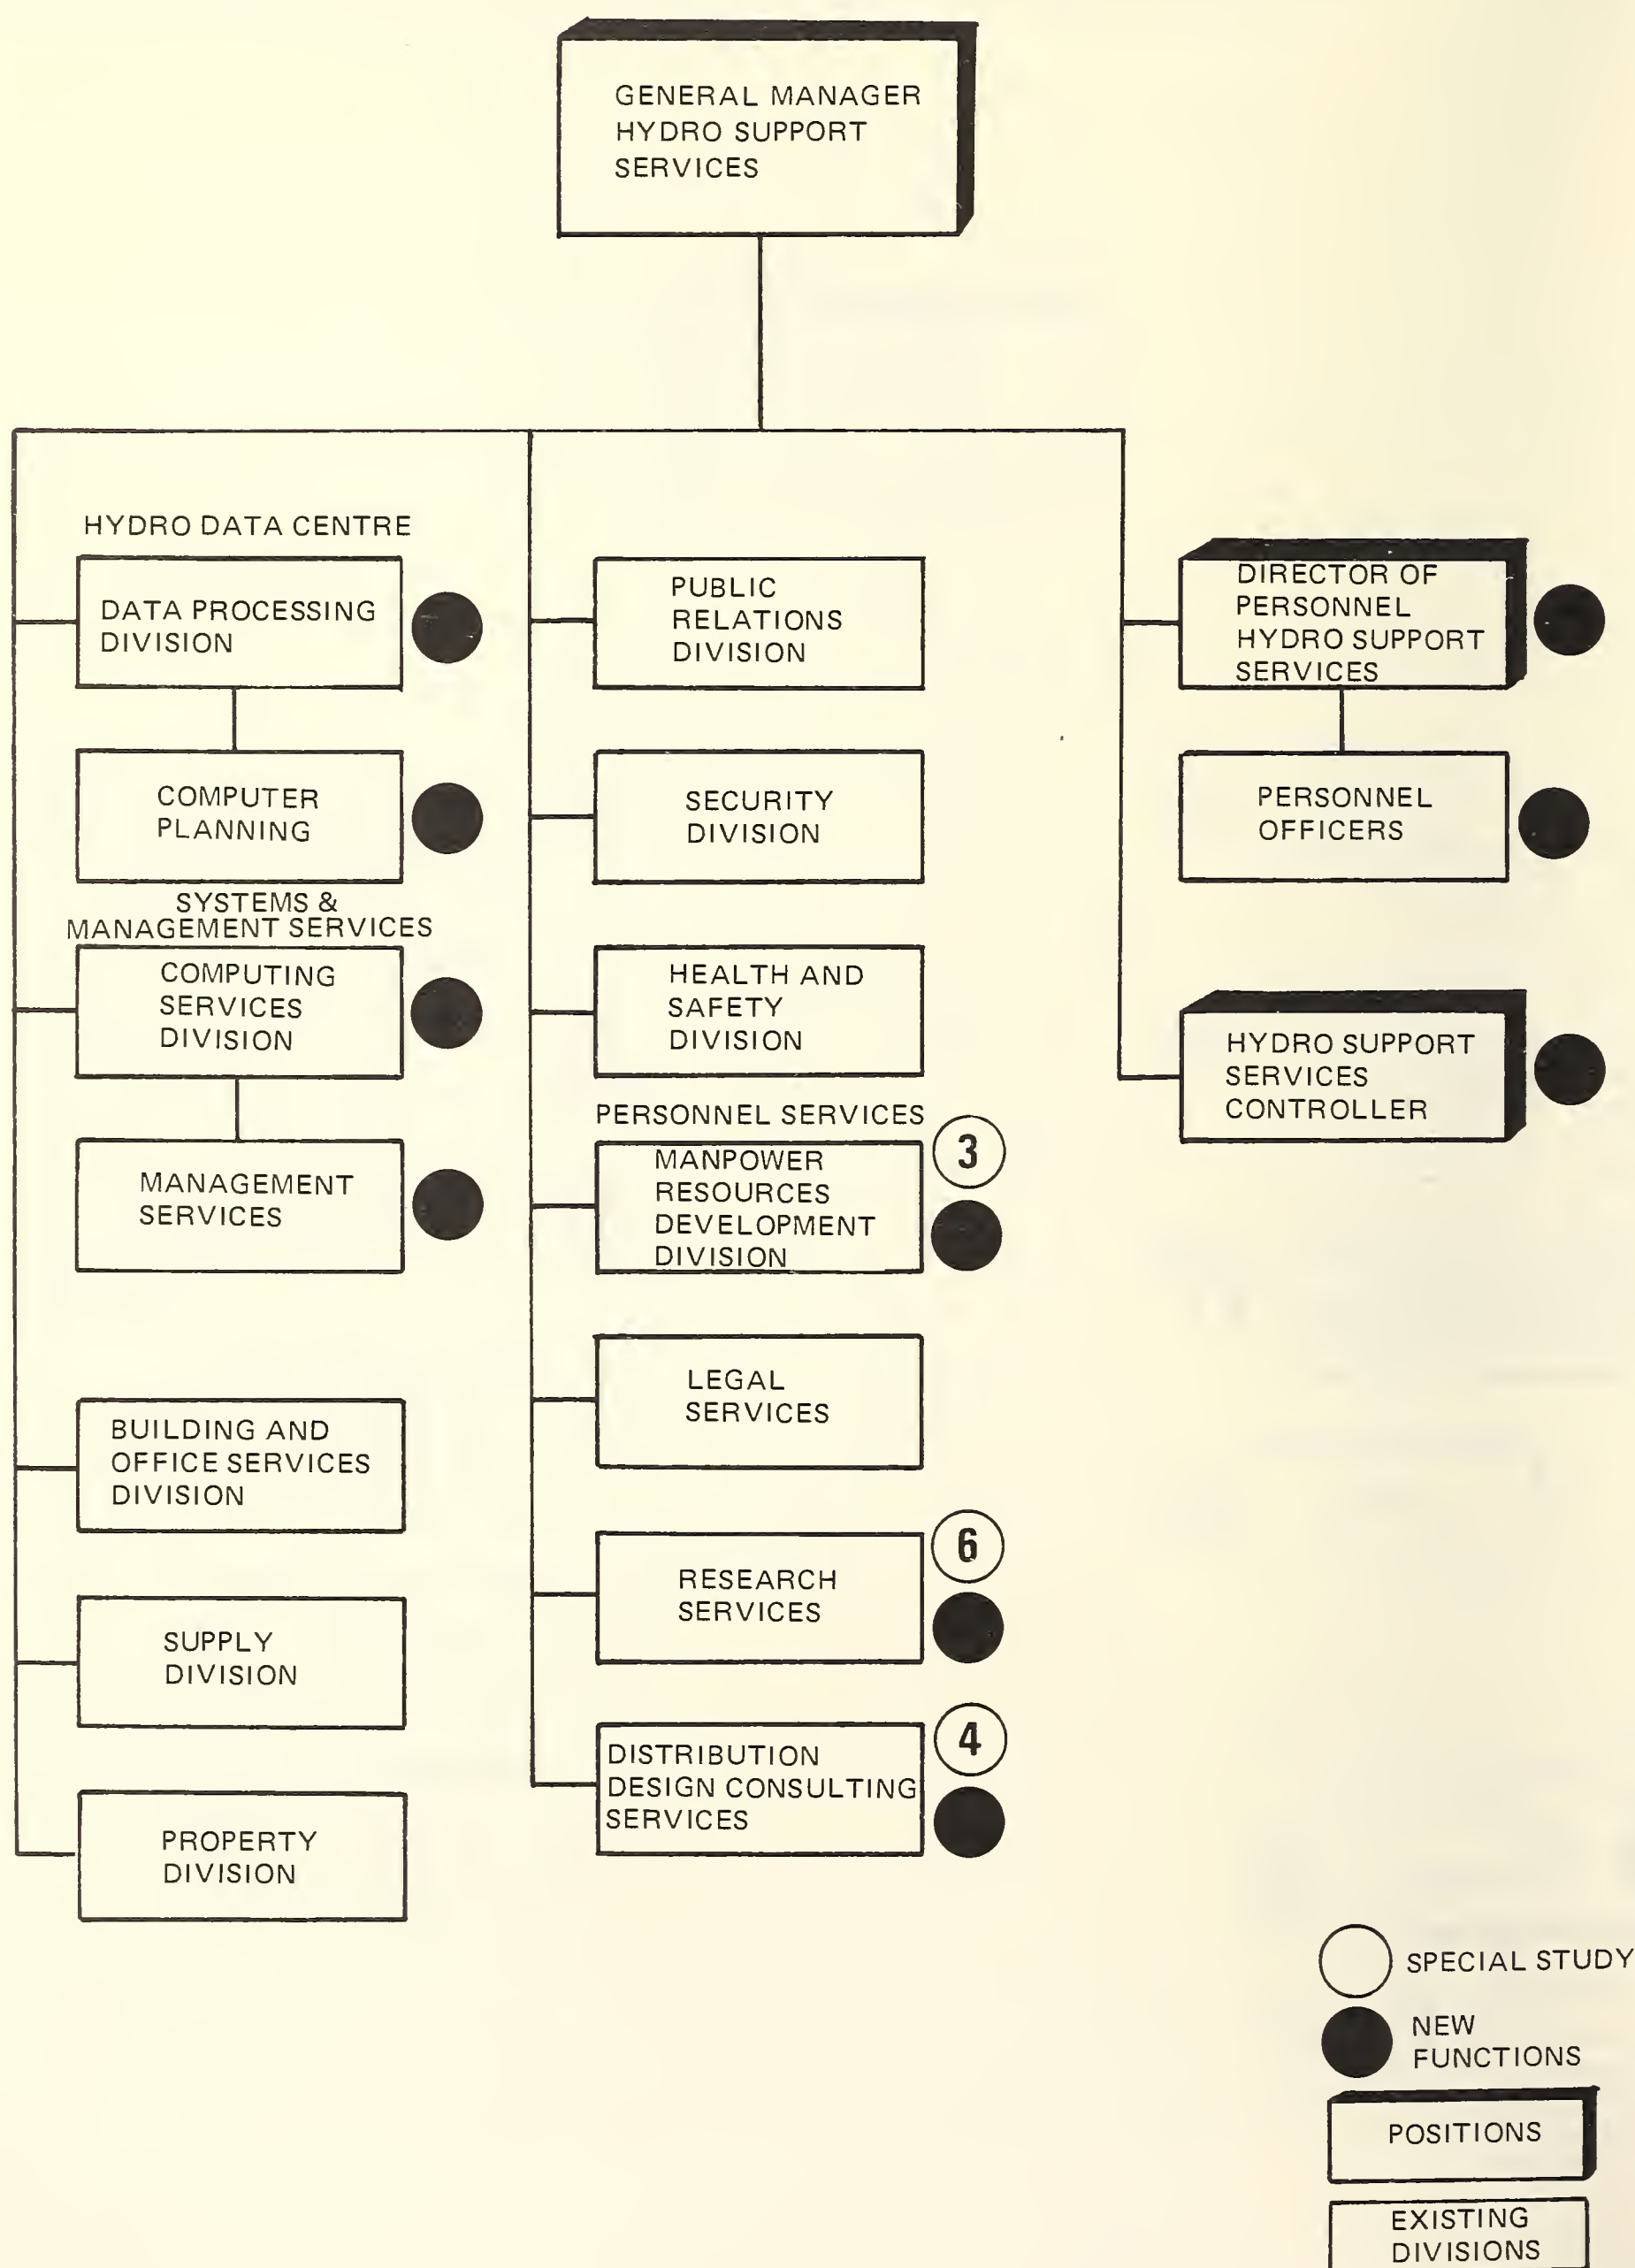 GENERAL MANAGER
HYDRO SUPPORT
SERVICES
HYDRO DATA CENTRE
DATA PROCESSING
DIVISION
COMPUTER
PLANNING
SYSTEMS &
MANAGEMENT SERVICES
COMPUTING
SERVICES
DIVISION
MANAGEMENT
SERVICES
BUILDING AND
OFFICE SERVICES
DIVISION
SUPPLY
DIVISION
PROPERTY
DIVISION
PUBLIC
RELATIONS
DIVISION
SECURITY
DIVISION
HEALTH AND
SAFETY
DIVISION
PERSONNEL SERVICES
3
MANPOWER
RESOURCES
DEVELOPMENT
DIVISION
LEGAL
SERVICES
6
RESEARCH
SERVICES
4
DISTRIBUTION
DESIGN CONSULTING
SERVICES
DIRECTOR OF
PERSONNEL
HYDRO SUPPORT
SERVICES
PERSONNEL
OFFICERS
HYDRO SUPPORT
SERVICES
CONTROLLER
SPECIAL STUDY
NEW
FUNCTIONS
POSITIONS
EXISTING
DIVISIONS